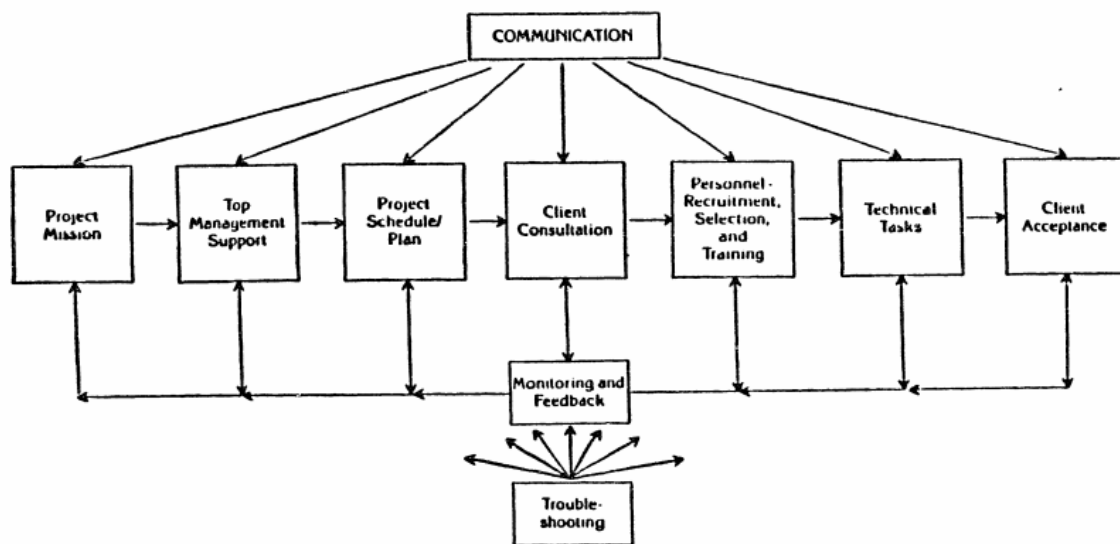 COMMUNICATION
Project
Mission
Top
Management
Support
Project
Schedule/
Plan
Client
Consultation
Personnel -
Recruitment,
Selection,
and
Training
Technical
Tasks
Client
Acceptance
Monitoring and
Feedback
Trouble-
shooting